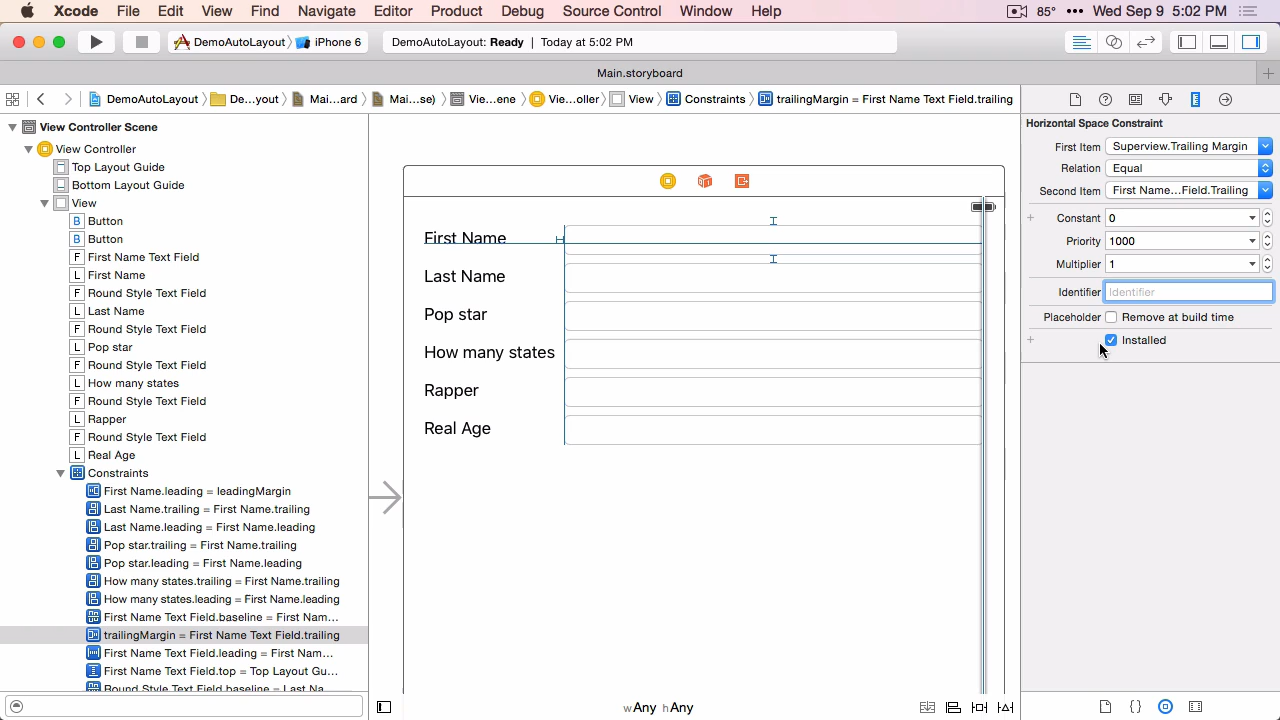 Xcode File Edit View Find Navigate Editor Product Debug Source Control Window Help 85° Wed Sep 9 5:02 PM
DemoAutoLayout iPhone 6 DemoAutoLayout: Ready | Today at 5:02 PM
Main.storyboard
DemoAutoLayout De...yout Mai...ard Mai...se) Vie...ene Vie...oller View Constraints trailingMargin = First Name Text Field.trailing
View Controller Scene
View Controller
Top Layout Guide
Bottom Layout Guide
View
B Button
B Button
F First Name Text Field
L First Name
F Round Style Text Field
L Last Name
F Round Style Text Field
L Pop star
F Round Style Text Field
L How many states
F Round Style Text Field
L Rapper
F Round Style Text Field
L Real Age
Constraints
First Name.leading = leadingMargin
Last Name.trailing = First Name.trailing
Last Name.leading = First Name.leading
Pop star.trailing = First Name.trailing
Pop star.leading = First Name.leading
How many states.trailing = First Name.trailing
How many states.leading = First Name.leading
First Name Text Field.baseline = First Nam...
trailingMargin = First Name Text Field.trailing
First Name Text Field.leading = First Nam...
First Name Text Field.top = Top Layout Gu...
Round Style Text Field.baseline = Last Na...
First Name
Last Name
Pop star
How many states
Rapper
Real Age
wAny hAny
Horizontal Space Constraint
First Item Superview.Trailing Margin
Relation Equal
Second Item First Name...Field.Trailing
+ Constant 0
Priority 1000
Multiplier 1
Identifier Identifier
Placeholder Remove at build time
+ Installed